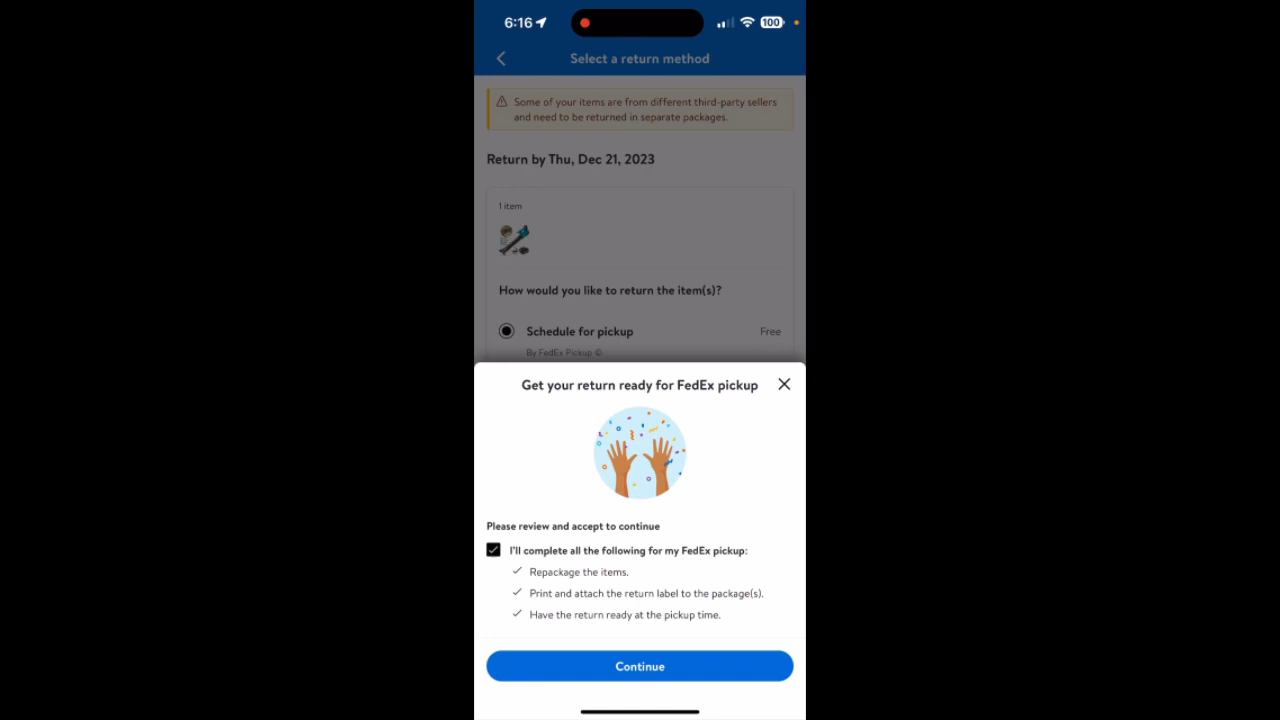 6:16
100
Select a return method
Some of your items are from different third-party sellers
and need to be returned in separate packages.
Return by Thu, Dec 21, 2023
1 item
How would you like to return the item(s)?
Schedule for pickup
Free
By FedEx Pickup ©
Get your return ready for FedEx pickup
Please review and accept to continue
I'll complete all the following for my FedEx pickup:
Repackage the items.
Print and attach the return label to the package(s).
Have the return ready at the pickup time.
Continue